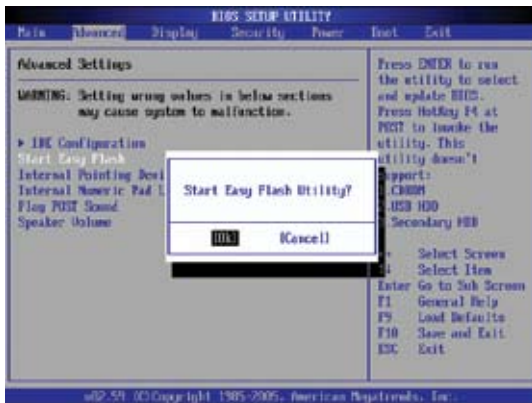 BIOS SETUP UTILITY
Main Advanced Display Security Power Boot Exit
Advanced Settings
WARNING: Setting wrong values in below sections
may cause system to malfunction.
IDE Configuration
Start Easy Flash
Internal Pointing Devi
Internal Numeric Pad L
Play POST Sound
Speaker Volume
Start Easy Flash Utility?
[Ok] [Cancel]
Press ENTER to run
the utility to select
and update BIOS.
Press HotKey F4 at
POST to invoke the
utility. This
utility doesn't
support:
.CDROM
.USB HDD
Secondary HDD
Select Screen
Select Item
Enter Go to Sub Screen
F1 General Help
F9 Load Defaults
F10 Save and Exit
ESC Exit
v02.59 (C)Copyright 1985-2005, American Megatrends, Inc.